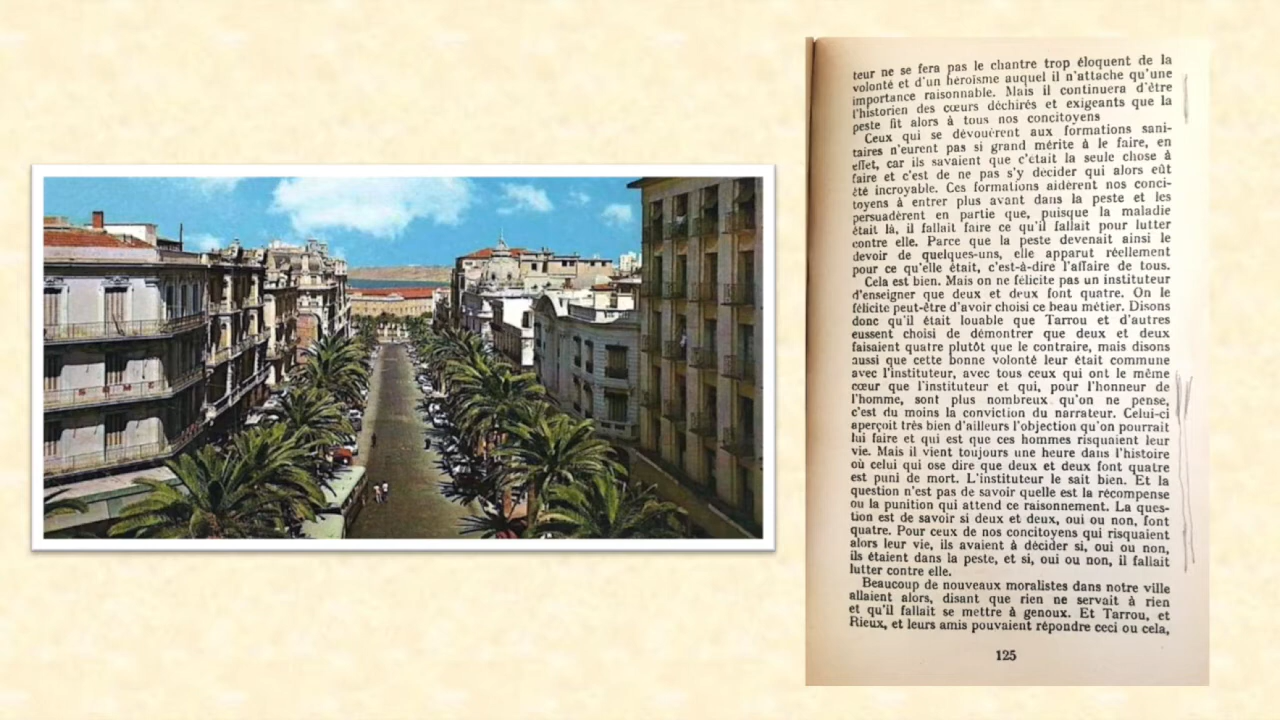 teur ne se fera pas le chantre trop éloquent de la
volonté et d'un héroïsme auquel il n'attache qu'une
importance raisonnable. Mais il continuera d'être
l'historien des cœurs déchirés et exigeants que la
peste fit alors à tous nos concitoyens
Ceux qui se dévouèrent aux formations sani-
taires n'eurent pas si grand mérite à le faire, en
effet, car ils savaient que c'était la seule chose à
faire et c'est de ne pas s'y décider qui alors eût
été incroyable. Ces formations aidèrent nos conci-
toyens à entrer plus avant dans la peste et les
persuadèrent en partie que, puisque la maladie
était là, il fallait faire ce qu'il fallait pour lutter
contre elle. Parce que la peste devenait ainsi le
devoir de quelques-uns, elle apparut réellement
pour ce qu'elle était, c'est-à-dire l'affaire de tous.
Cela est bien. Mais on ne félicite pas un instituteur
d'enseigner que deux et deux font quatre. On le
félicite peut-être d'avoir choisi ce beau métier. Disons
donc qu'il était louable que Tarrou et d'autres
eussent choisi de démontrer que deux et deux
faisaient quatre plutôt que le contraire, mais disons
aussi que cette bonne volonté leur était commune
avec l'instituteur, avec tous ceux qui ont le même
cœur que l'instituteur et qui, pour l'honneur de
l'homme, sont plus nombreux qu'on ne pense,
c'est du moins la conviction du narrateur. Celui-ci
aperçoit très bien d'ailleurs l'objection qu'on pourrait
lui faire et qui est que ces hommes risquaient leur
vie. Mais il vient toujours une heure dans l'histoire
où celui qui ose dire que deux et deux font quatre
est puni de mort. L'instituteur le sait bien. Et la
question n'est pas de savoir quelle est la récompense
ou la punition qui attend ce raisonnement. La ques-
tion est de savoir si deux et deux, oui ou non, font
quatre. Pour ceux de nos concitoyens qui risquaient
alors leur vie, ils avaient à décider si, oui ou non,
ils étaient dans la peste, et si, oui ou non, il fallait
lutter contre elle.
Beaucoup de nouveaux moralistes dans notre ville
allaient alors, disant que rien ne servait à rien
et qu'il fallait se mettre à genoux. Et Tarrou, et
Rieux, et leurs amis pouvaient répondre ceci ou cela,
125